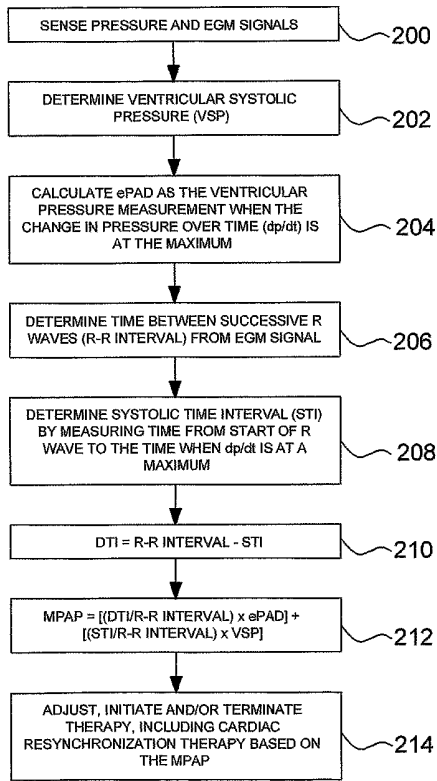 SENSE PRESSURE AND EGM SIGNALS
200
DETERMINE VENTRICULAR SYSTOLIC
PRESSURE (VSP)
202
CALCULATE ePAD AS THE VENTRICULAR
PRESSURE MEASUREMENT WHEN THE
CHANGE IN PRESSURE OVER TIME (dp/dt) IS
AT THE MAXIMUM
204
DETERMINE TIME BETWEEN SUCCESSIVE R
WAVES (R-R INTERVAL) FROM EGM SIGNAL
206
DETERMINE SYSTOLIC TIME INTERVAL (STI)
BY MEASURING TIME FROM START OF R
WAVE TO THE TIME WHEN dp/dt IS AT A
MAXIMUM
208
DTI = R-R INTERVAL - STI
210
MPAP = [(DTI/R-R INTERVAL) x ePAD] +
[(STI/R-R INTERVAL) x VSP]
212
ADJUST, INITIATE AND/OR TERMINATE
THERAPY, INCLUDING CARDIAC
RESYNCHRONIZATION THERAPY BASED ON
THE MPAP
214